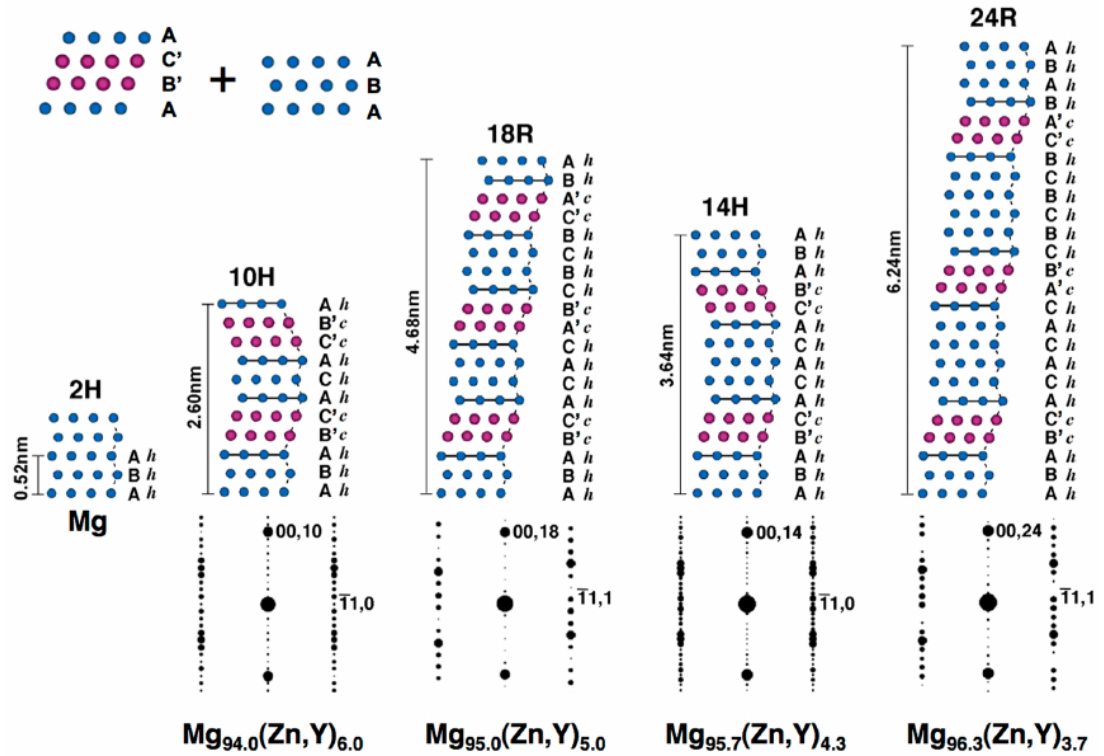 A
C'
B'
A
+
A
B
A
2H
0.52nm
A h
B h
A h
Mg
10H
2.60nm
A h
B' c
C' c
A h
C h
A h
C' c
B' c
A h
B h
A h
18R
4.68nm
A h
B h
A' c
C' c
B h
C h
B h
C h
B' c
A' c
C h
A h
C h
A h
C' c
B' c
A h
B h
A h
14H
3.64nm
A h
B h
A h
B' c
C' c
A h
C h
A h
C h
A h
C' c
B' c
A h
B h
A h
24R
6.24nm
A h
B h
A h
B h
A' c
C' c
B h
C h
B h
C h
B h
C h
B' c
A' c
C h
A h
C h
A h
C h
A h
C' c
B' c
A h
B h
A h
00,10
1̅1,0
00,18
1̅1,1
00,14
1̅1,0
00,24
1̅1,1
Mg₉₄.₀(Zn,Y)₆.₀
Mg₉₅.₀(Zn,Y)₅.₀
Mg₉₅.₇(Zn,Y)₄.₃
Mg₉₆.₃(Zn,Y)₃.₇